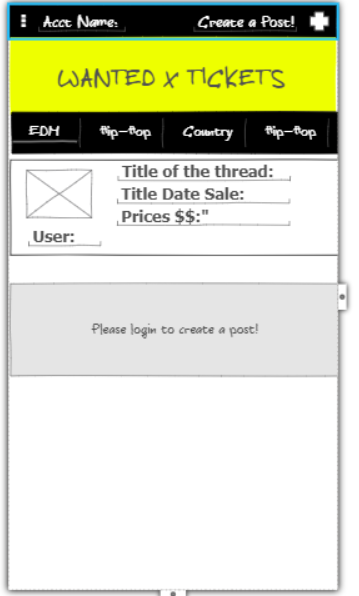 Acct Name: Create a Post!
WANTED x TICKETS
EDM Hip-Hop Country Hip-Hop
Title of the thread:
Title Date Sale:
Prices $$:"
User:
Please login to create a post!